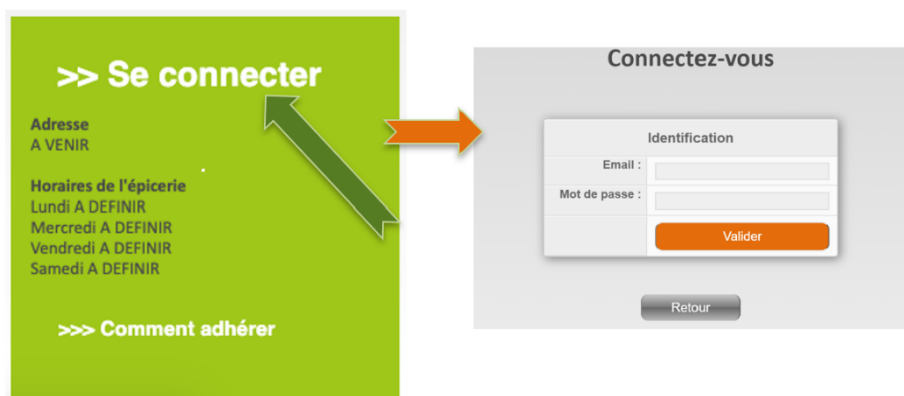 >> Se connecter
Adresse
A VENIR
Horaires de l'épicerie
Lundi A DEFINIR
Mercredi A DEFINIR
Vendredi A DEFINIR
Samedi A DEFINIR
>>> Comment adhérer
Connectez-vous
Identification
Email :
Mot de passe :
Valider
Retour